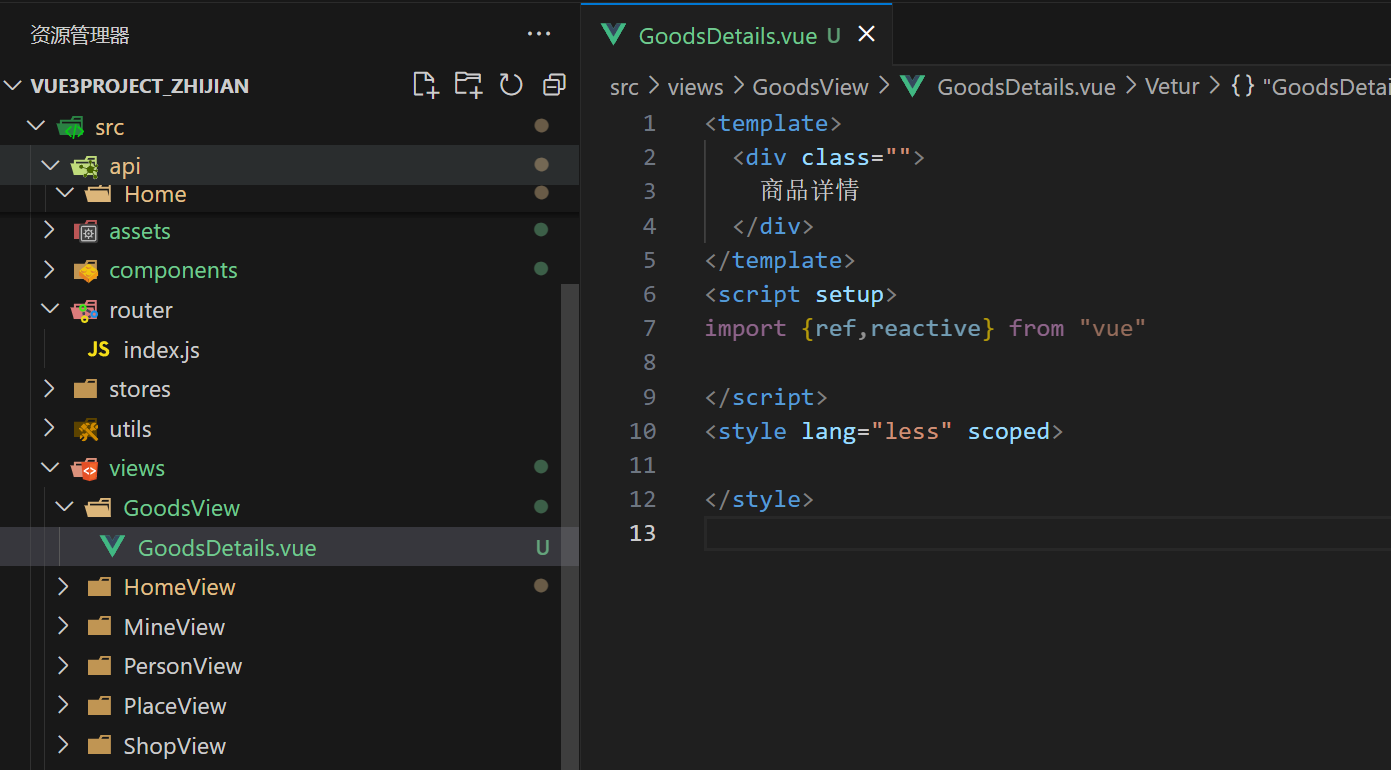 资源管理器
VUE3PROJECT_ZHIJIAN
src
api
Home
assets
components
router
JS index.js
stores
utils
views
GoodsView
GoodsDetails.vue U
HomeView
MineView
PersonView
PlaceView
ShopView
GoodsDetails.vue U
src > views > GoodsView > GoodsDetails.vue > Vetur > {} "GoodsDetai
1 <template>
2 <div class="">
3 商品详情
4 </div>
5 </template>
6 <script setup>
7 import {ref,reactive} from "vue"
8
9 </script>
10 <style lang="less" scoped>
11
12 </style>
13